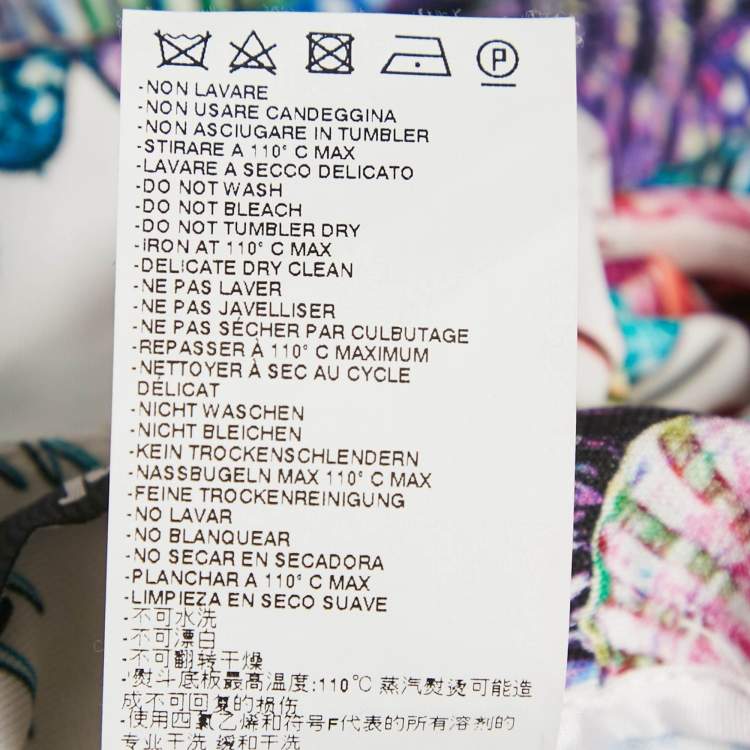 P
-NON LAVARE
-NON USARE CANDEGGINA
-NON ASCIUGARE IN TUMBLER
-STIRARE A 110° C MAX
-LAVARE A SECCO DELICATO
-DO NOT WASH
-DO NOT BLEACH
-DO NOT TUMBLER DRY
-IRON AT 110° C MAX
-DELICATE DRY CLEAN
-NE PAS LAVER
-NE PAS JAVELLISER
-NE PAS SÉCHER PAR CULBUTAGE
-REPASSER À 110° C MAXIMUM
-NETTOYER À SEC AU CYCLE
DÉLICAT
-NICHT WASCHEN
-NICHT BLEICHEN
-KEIN TROCKENSCHLENDERN
-NASSBUGELN MAX 110° C MAX
-FEINE TROCKENREINIGUNG
-NO LAVAR
-NO BLANQUEAR
-NO SECAR EN SECADORA
-PLANCHAR A 110° C MAX
-LIMPIEZA EN SECO SUAVE
-不可水洗
-不可漂白
-不可翻转干燥
-熨斗底板最高温度:110°C 蒸汽熨烫可能造
成不可回复的损伤
-使用四氯乙烯和符号F代表的所有溶剂的
专业干洗 缓和干洗